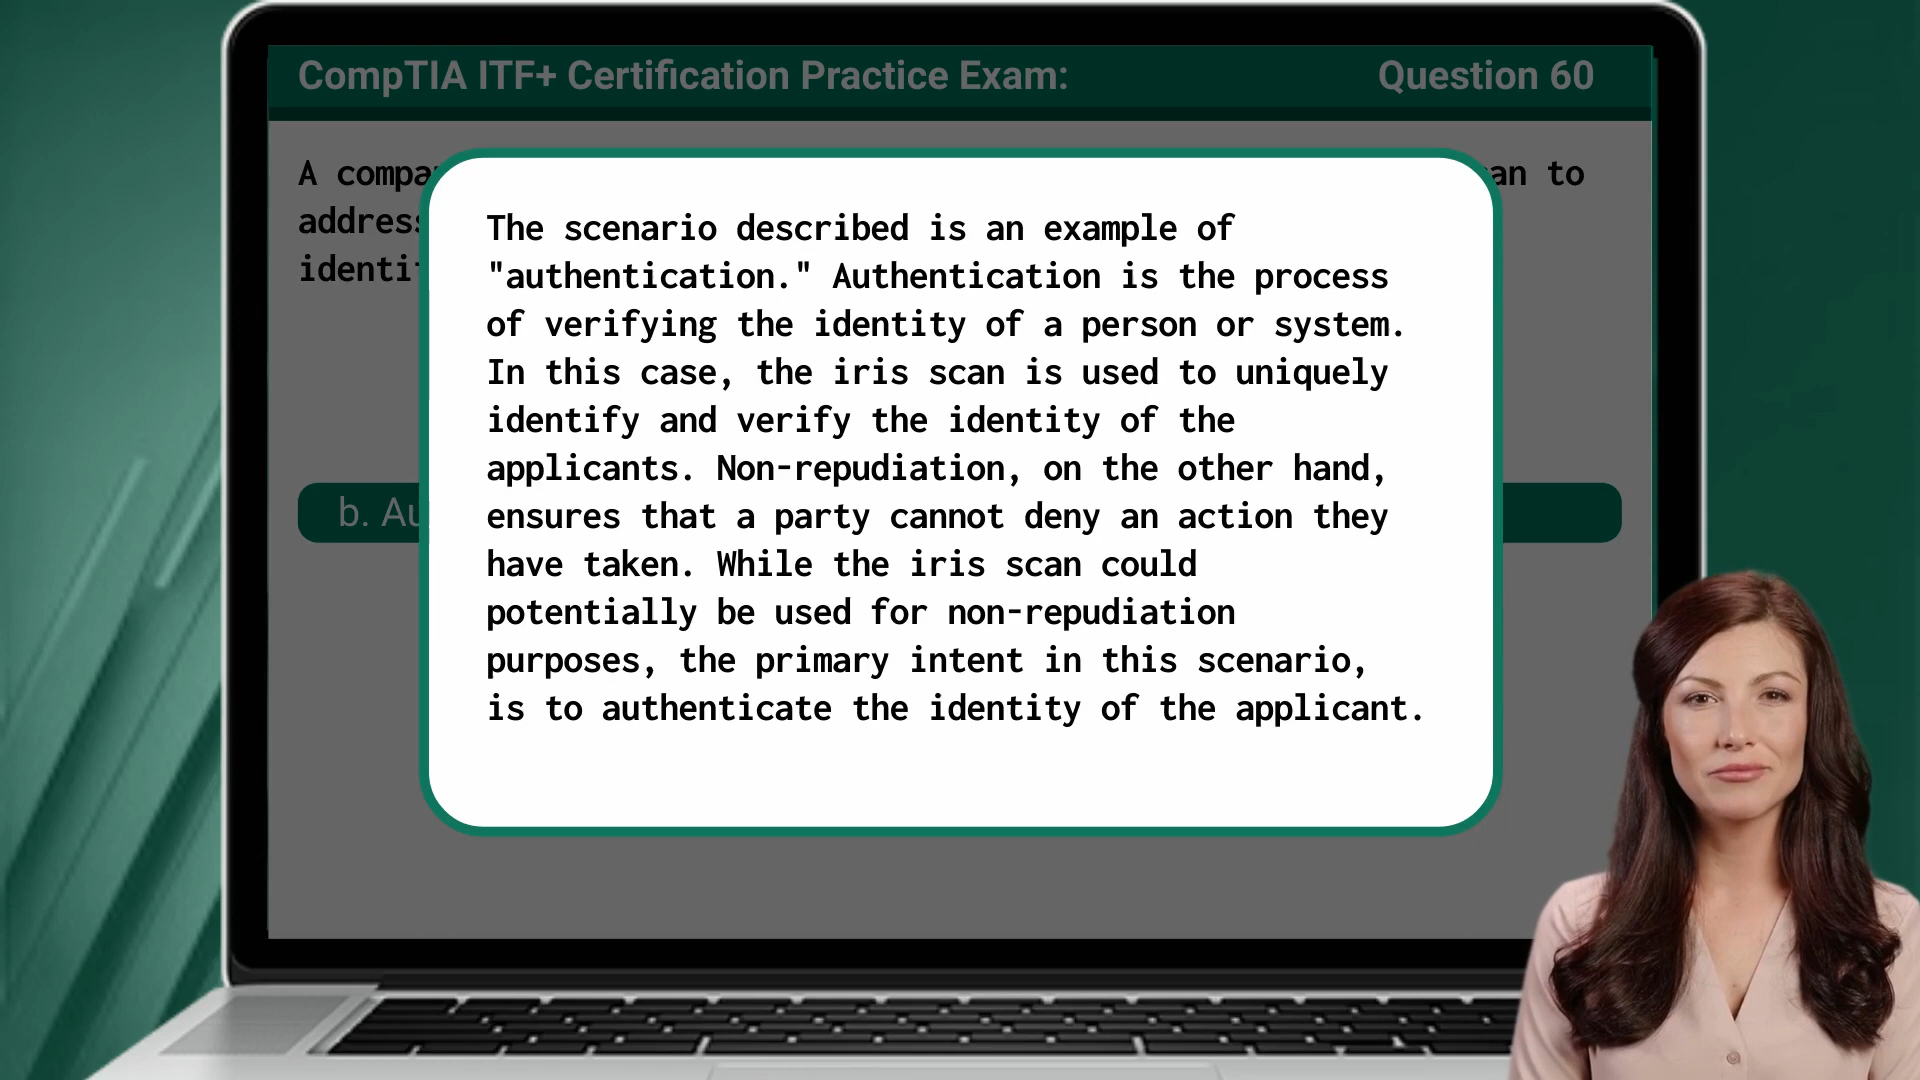 CompTIA ITF+ Certification Practice Exam:
Question 60
A
an to
The scenario described is an example of
"authentication." Authentication is the process
of verifying the identity of a person or system.
In this case, the iris scan is used to uniquely
identify and verify the identity of the
applicants. Non-repudiation, on the other hand,
ensures that a party cannot deny an action they
have taken. While the iris scan could
potentially be used for non-repudiation
purposes, the primary intent in this scenario,
is to authenticate the identity of the applicant.
b. Au